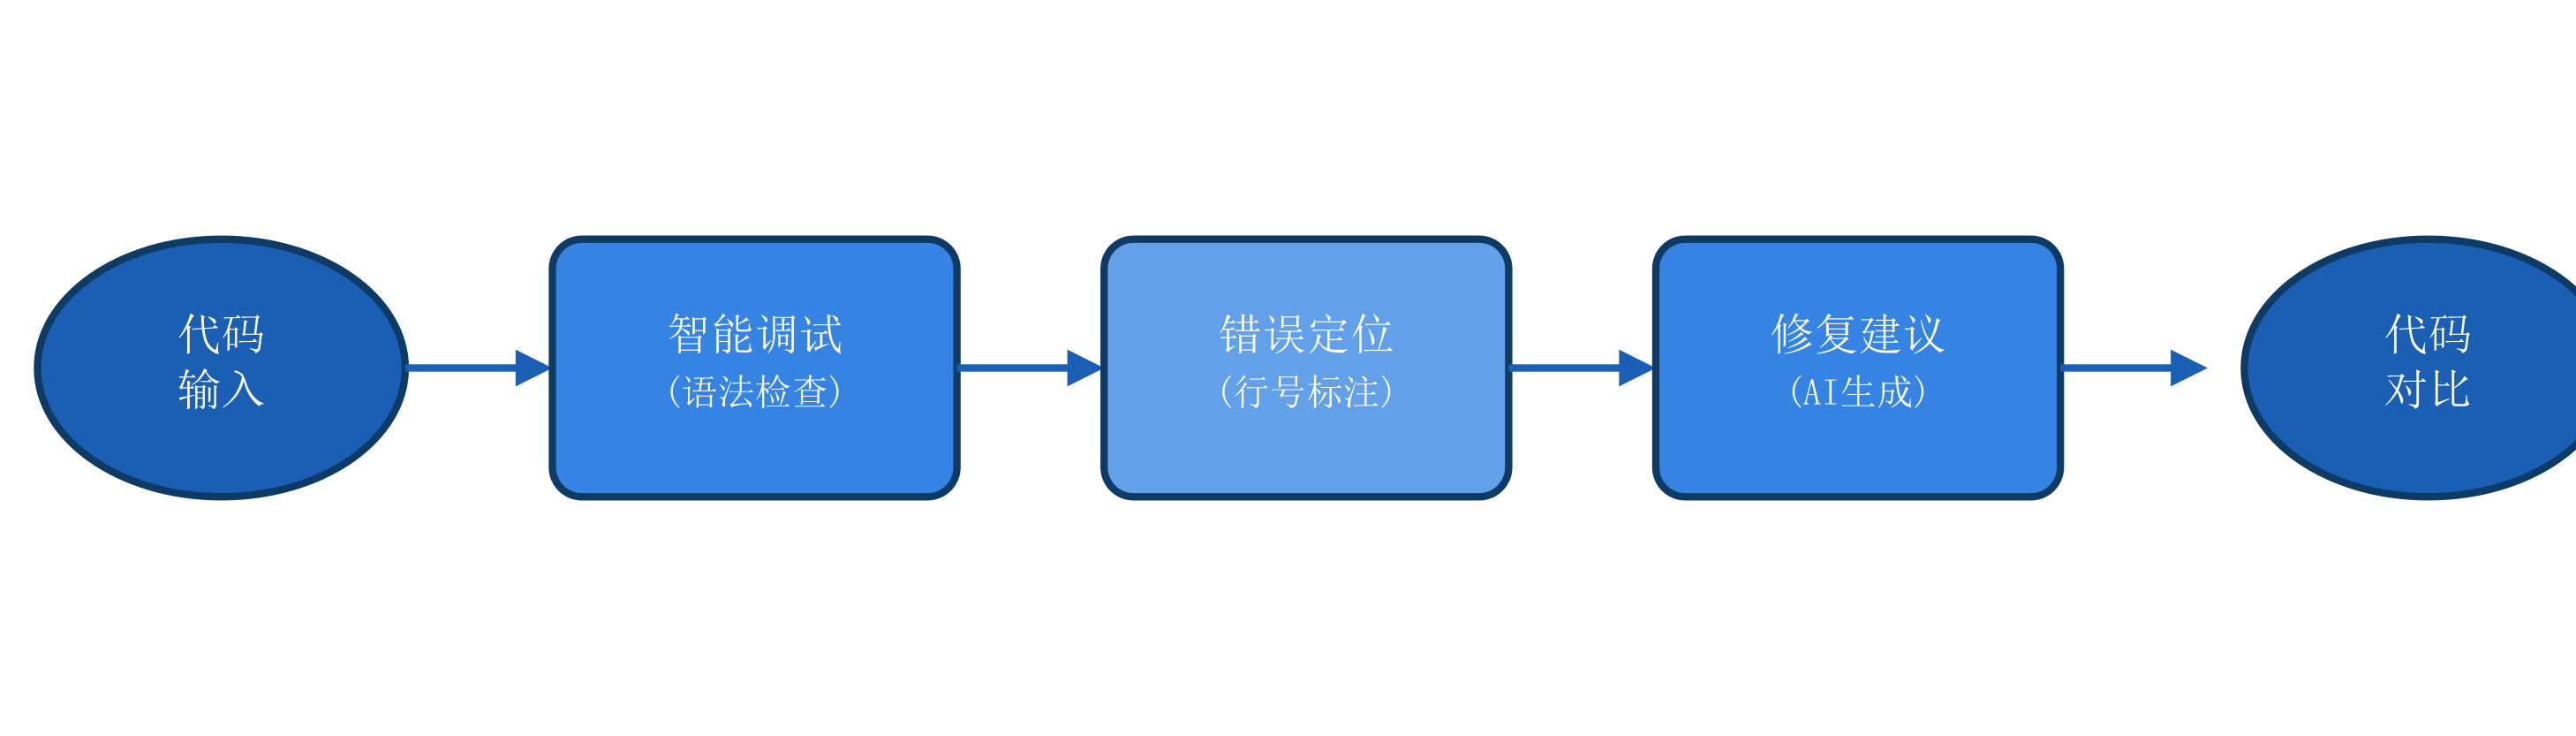 代码
输入
智能调试
（语法检查）
错误定位
（行号标注）
修复建议
（AI生成）
代码
对比